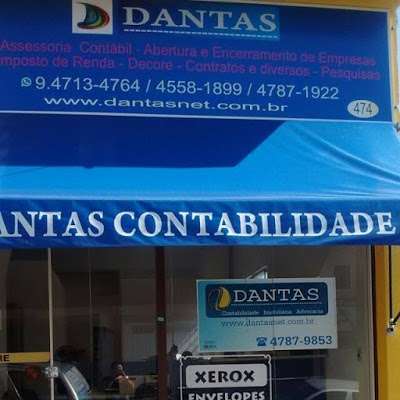 DANTAS
Assessoria Contábil - Abertura e Encerramento de Empresas
mposto de Renda - Decore - Contratos e diversos - Pesquisas
9.4713-4764 / 4558-1899 / 4787-1922
www.dantasnet.com.br
474
ANTAS CONTABILIDADE
DANTAS
Contabilidade Imobiliária Advocacia
www.dantasnet.com.br
4787-9853
XEROX
ENVELOPES